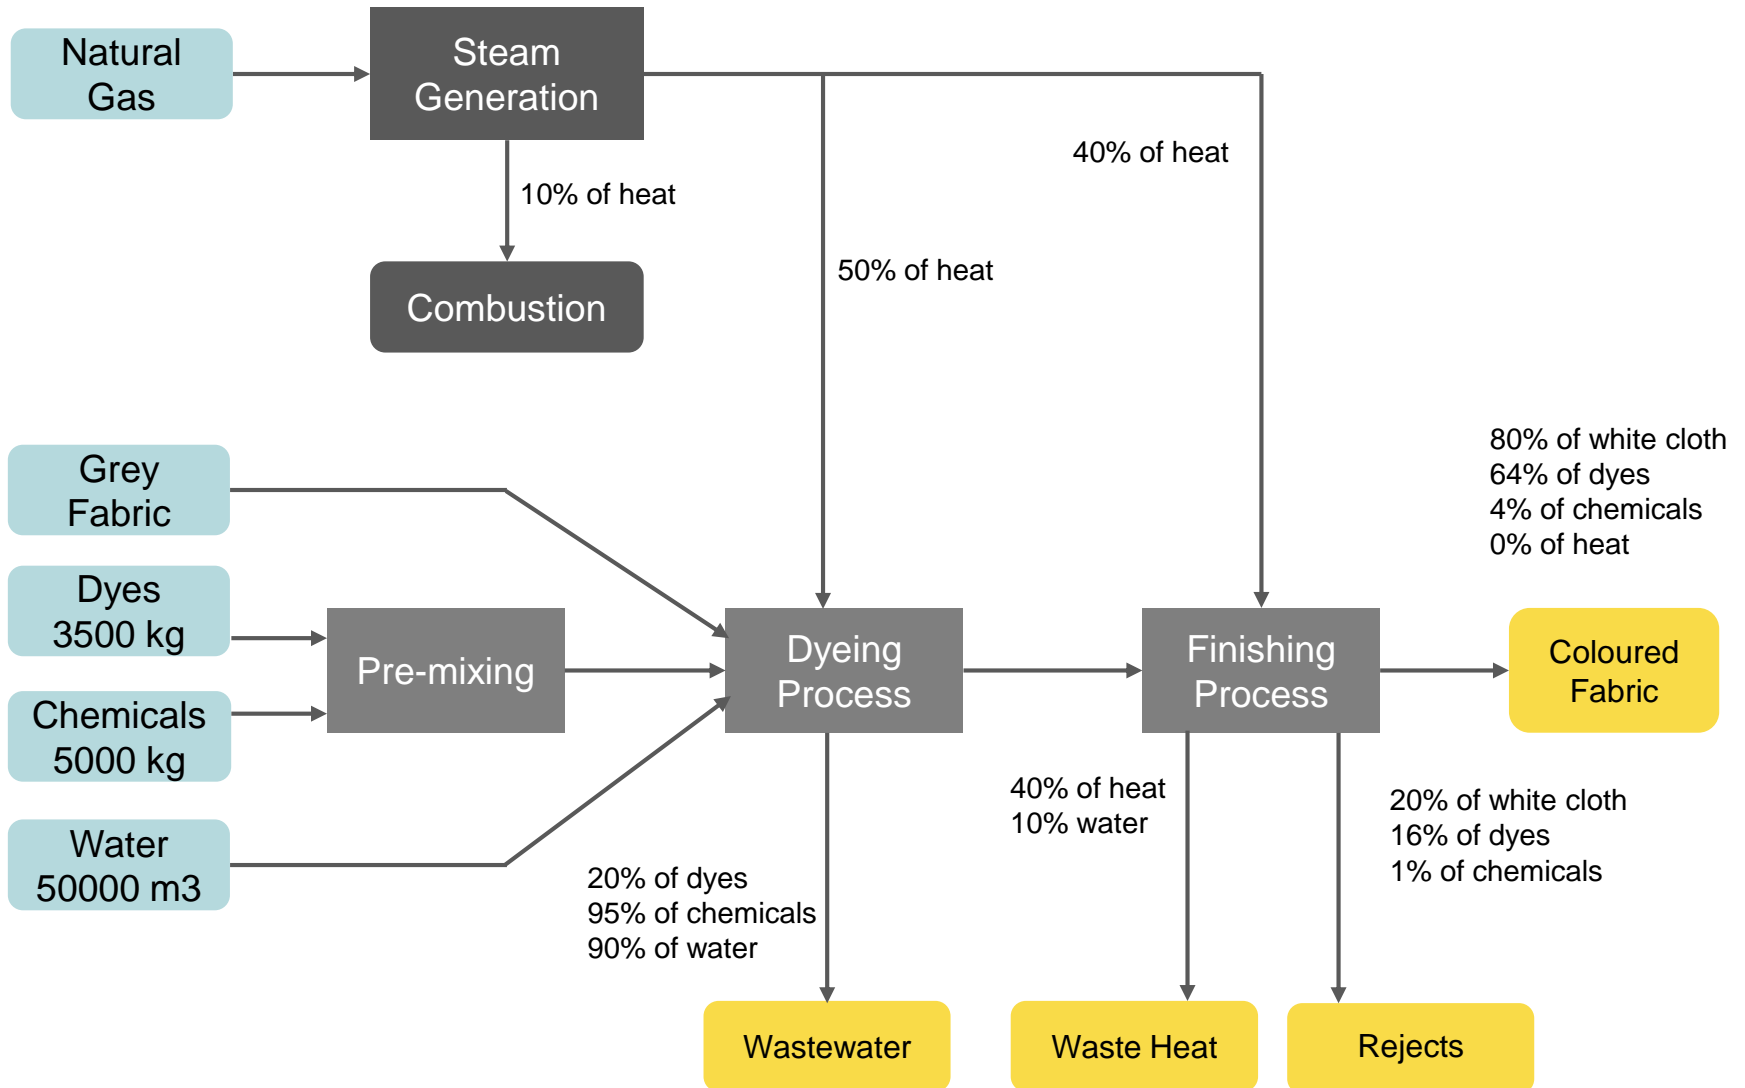 Natural
Gas
Steam
Generation
40% of heat
10% of heat
50% of heat
Combustion
80% of white cloth
64% of dyes
4% of chemicals
0% of heat
Grey
Fabric
Dyes
3500 kg
Pre-mixing
Dyeing
Process
Finishing
Process
Coloured
Fabric
Chemicals
5000 kg
40% of heat
10% water
20% of white cloth
16% of dyes
1% of chemicals
Water
50000 m3
20% of dyes
95% of chemicals
90% of water
Wastewater
Waste Heat
Rejects